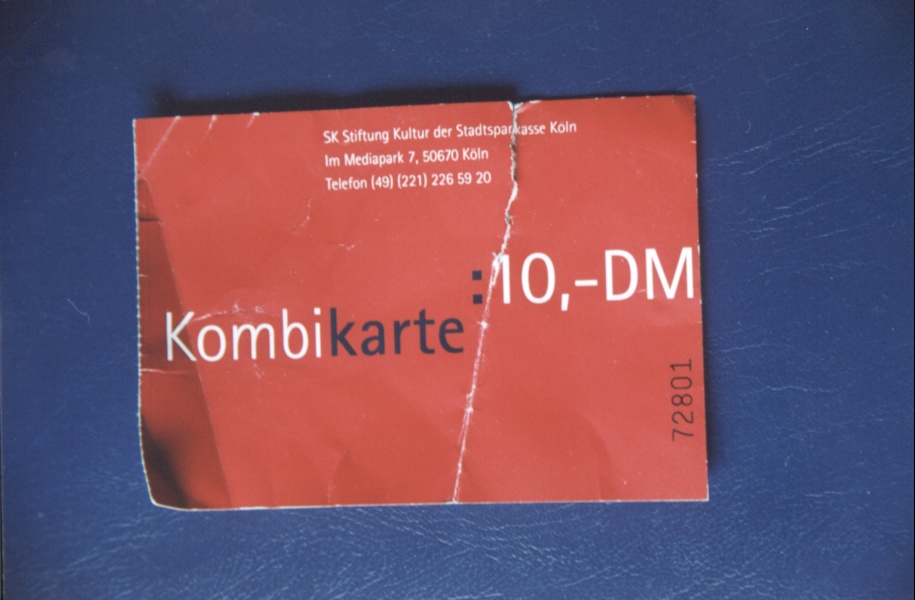 SK Stiftung Kultur der Stadtsparkasse Köln
Im Mediapark 7, 50670 Köln
Telefon (49) (221) 226 59 20
:10,-DM
Kombikarte
72801